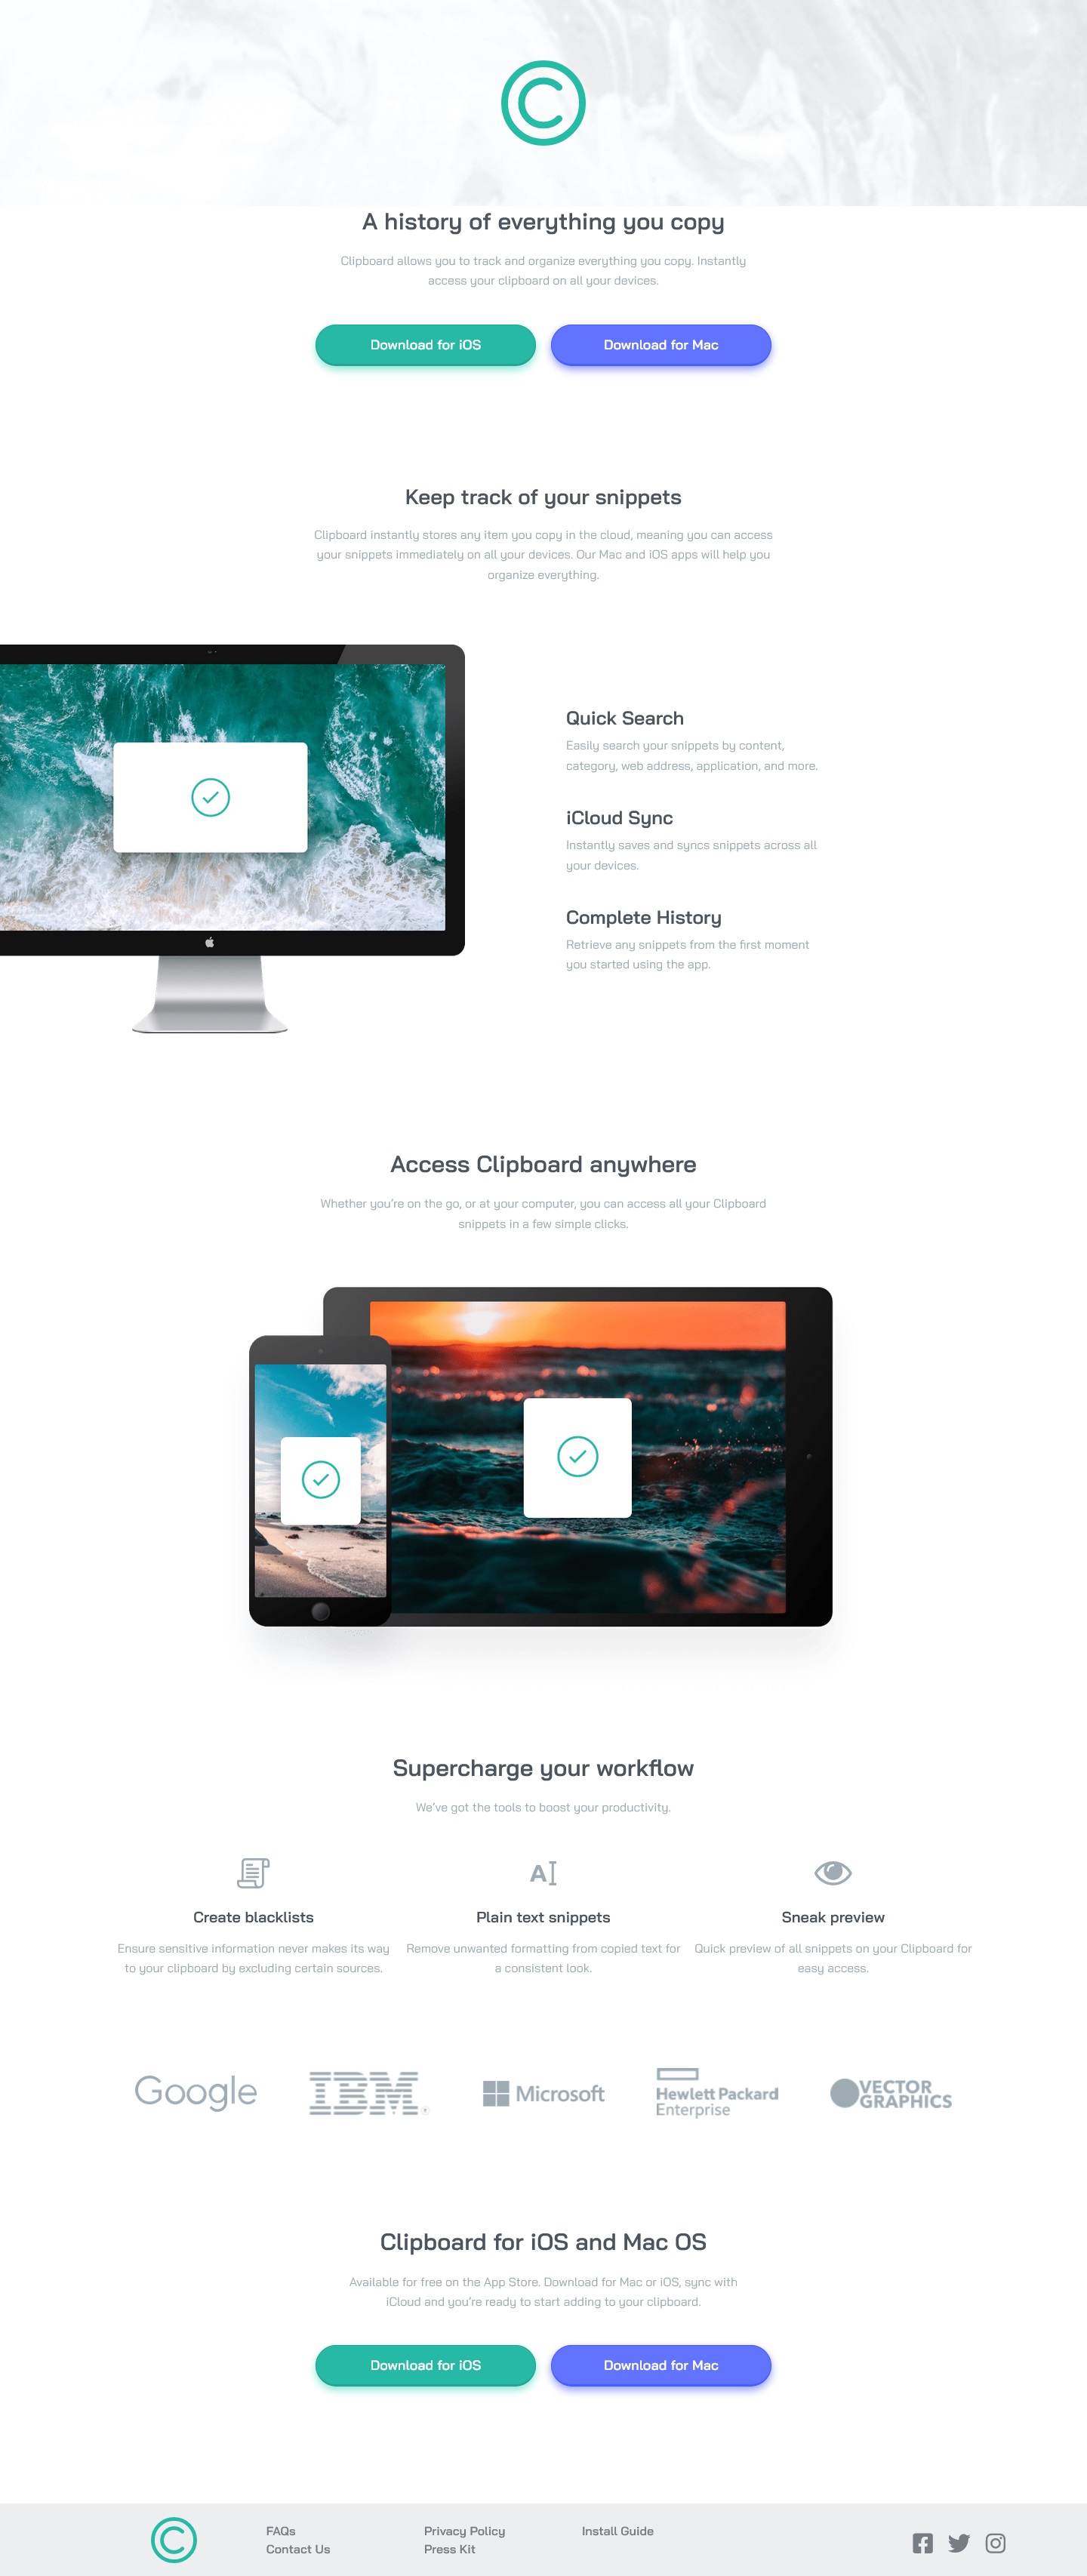 A history of everything you copy
Clipboard allows you to track and organize everything you copy. Instantly
access your clipboard on all your devices.
Download for iOS
Download for Mac
Keep track of your snippets
Clipboard instantly stores any item you copy in the cloud, meaning you can access
your snippets immediately on all your devices. Our Mac and iOS apps will help you
organize everything.
Quick Search
Easily search your snippets by content,
category, web address, application, and more.
iCloud Sync
Instantly saves and syncs snippets across all
your devices.
Complete History
Retrieve any snippets from the first moment
you started using the app.
Access Clipboard anywhere
Whether you’re on the go, or at your computer, you can access all your Clipboard
snippets in a few simple clicks.
Supercharge your workflow
We’ve got the tools to boost your productivity.
Create blacklists
Ensure sensitive information never makes its way
to your clipboard by excluding certain sources.
Plain text snippets
Remove unwanted formatting from copied text for
a consistent look.
Sneak preview
Quick preview of all snippets on your Clipboard for
easy access.
Google
IBM
Microsoft
Hewlett Packard
Enterprise
VECTOR
GRAPHICS
Clipboard for iOS and Mac OS
Available for free on the App Store. Download for Mac or iOS, sync with
iCloud and you’re ready to start adding to your clipboard.
Download for iOS
Download for Mac
FAQs
Contact Us
Privacy Policy
Press Kit
Install Guide